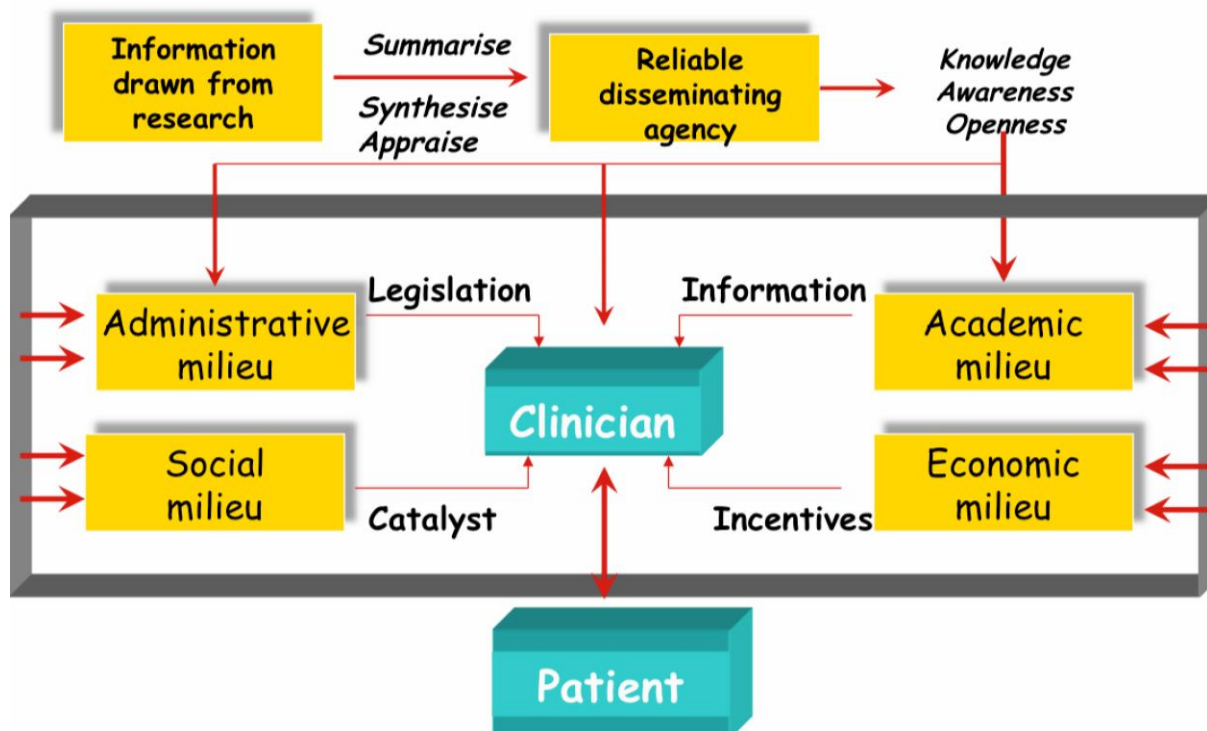 Information
drawn from
research
Summarise
Synthesise
Appraise
Reliable
disseminating
agency
Knowledge
Awareness
Openness
Administrative
milieu
Legislation
Information
Academic
milieu
Clinician
Social
milieu
Catalyst
Incentives
Economic
milieu
Patient